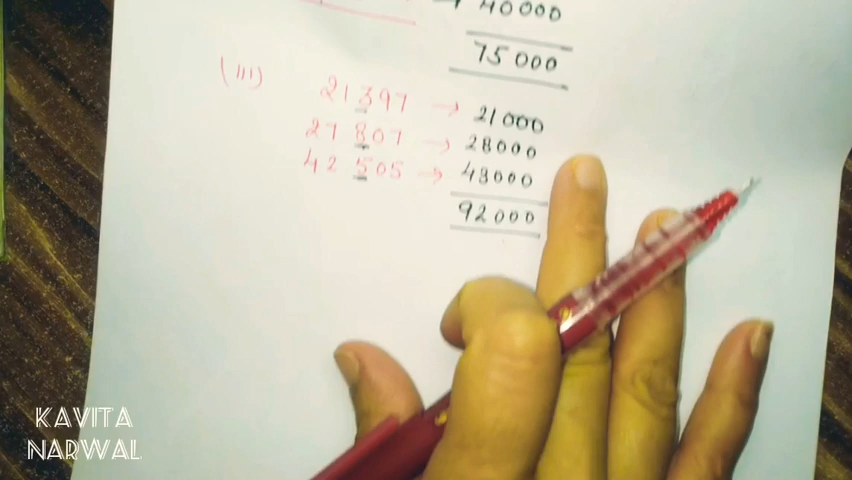 40000
75000
(III) 21397 → 21000
27807 → 28000
42505 → 43000
92000
KAVITA
NARWAL